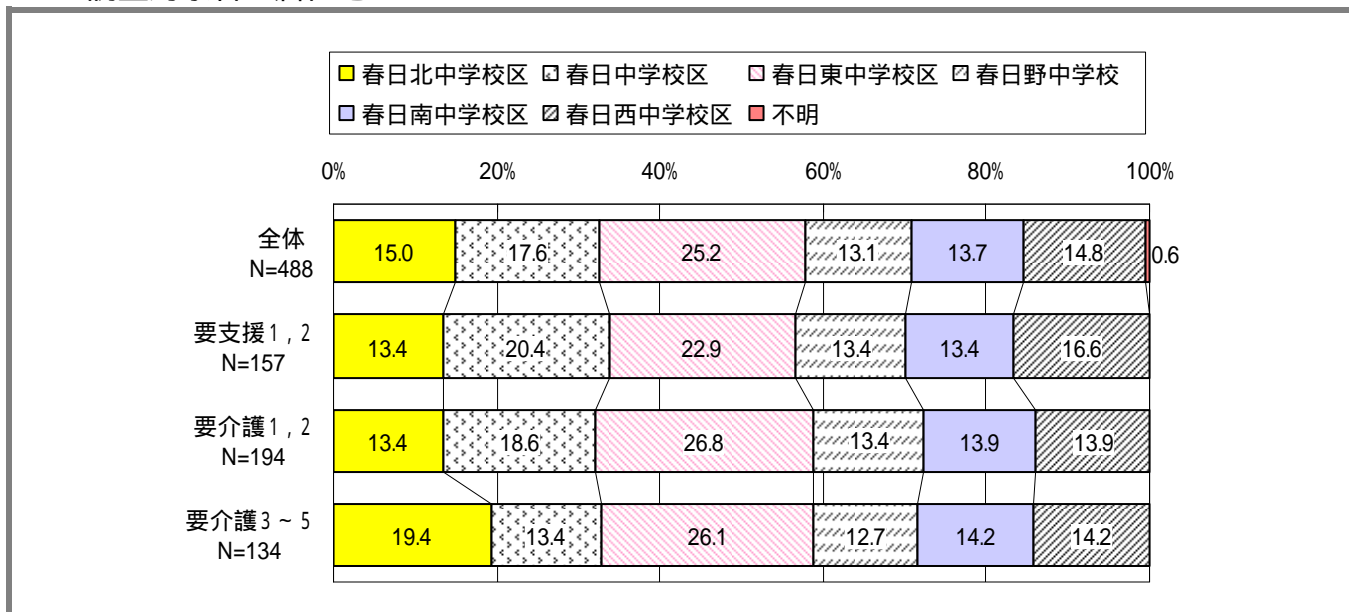 春日北中学校区 春日中学校区 春日東中学校区 春日野中学校
春日南中学校区 春日西中学校区 不明
0% 20% 40% 60% 80% 100%
全体
N=488
15.0 17.6 25.2 13.1 13.7 14.8 0.6
要支援1,2
N=157
13.4 20.4 22.9 13.4 13.4 16.6
要介護1,2
N=194
13.4 18.6 26.8 13.4 13.9 13.9
要介護3~5
N=134
19.4 13.4 26.1 12.7 14.2 14.2